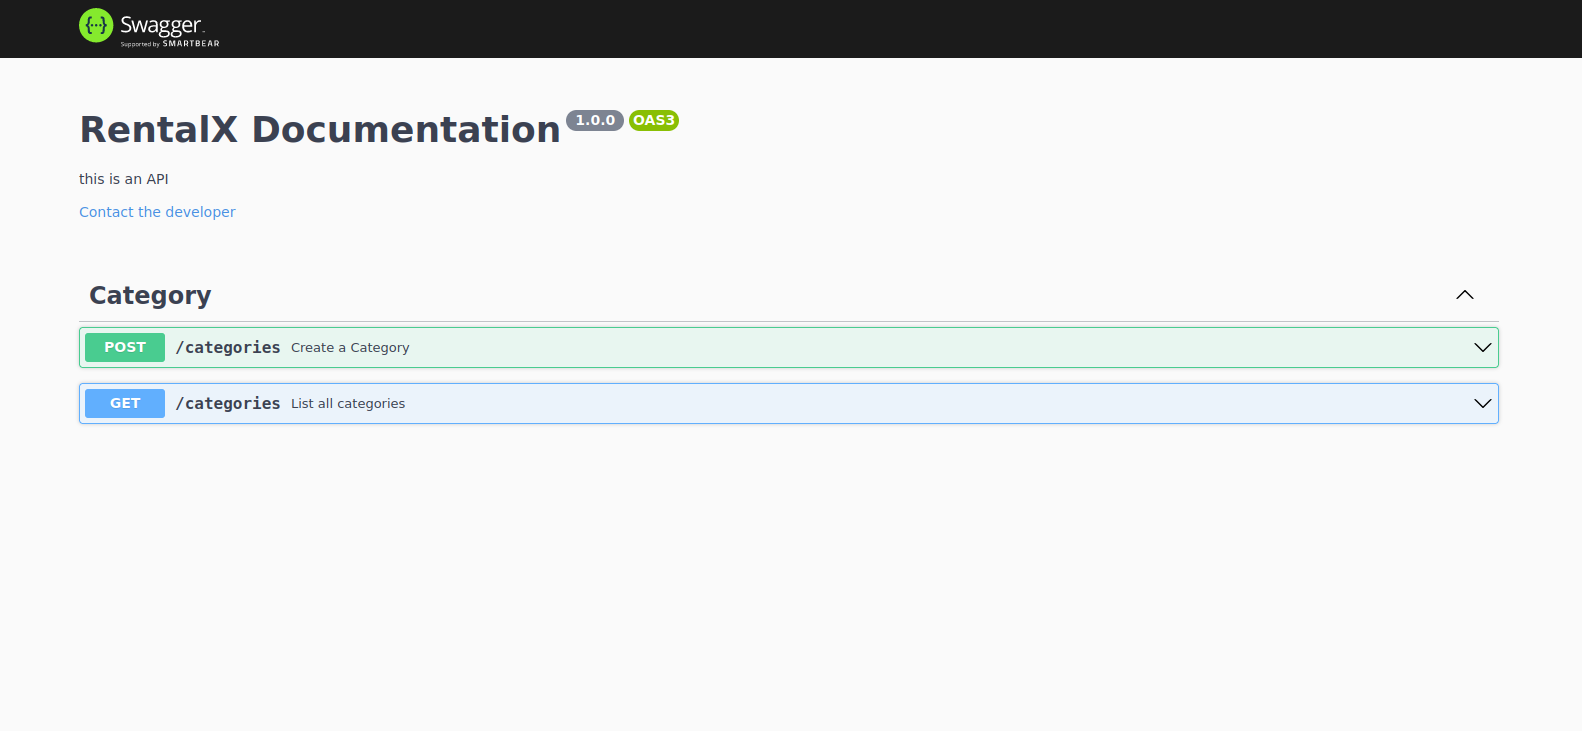 {···} Swagger
Supported by SMARTBEAR
RentalX Documentation 1.0.0 OAS3
this is an API
Contact the developer
Category
POST /categories Create a Category
GET /categories List all categories